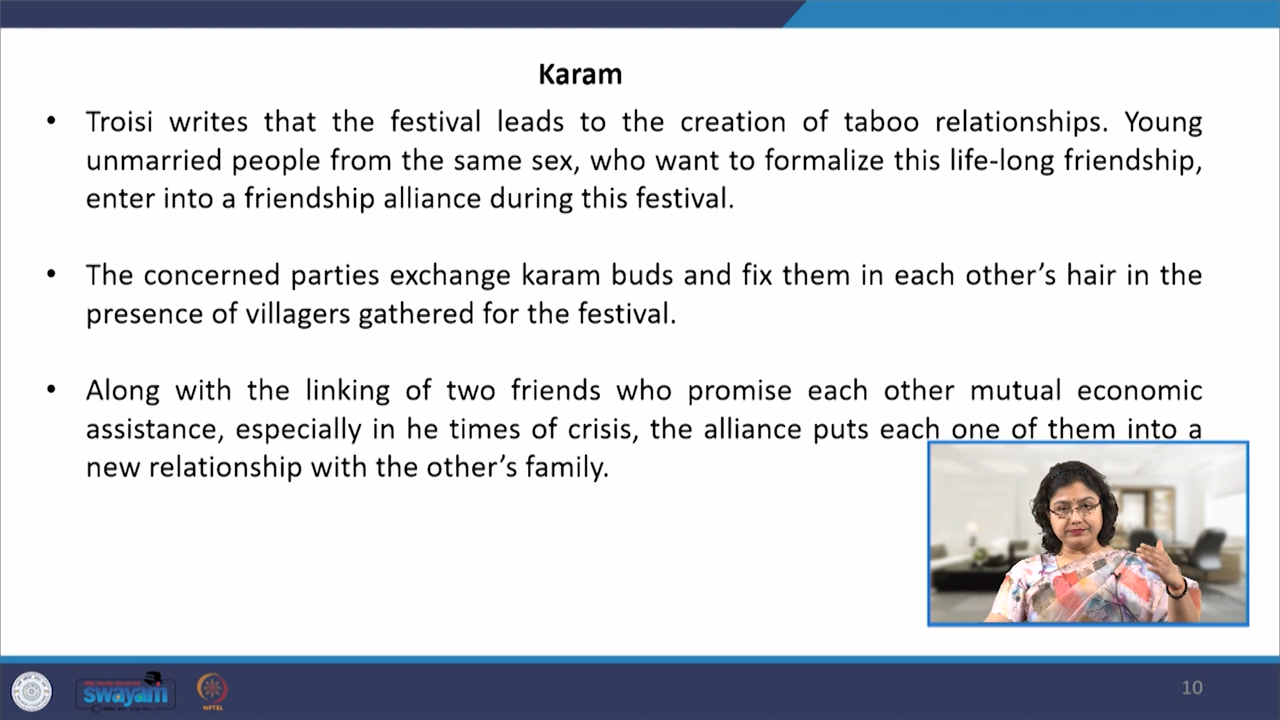 Karam
• Troisi writes that the festival leads to the creation of taboo relationships. Young
unmarried people from the same sex, who want to formalize this life-long friendship,
enter into a friendship alliance during this festival.
• The concerned parties exchange karam buds and fix them in each other’s hair in the
presence of villagers gathered for the festival.
• Along with the linking of two friends who promise each other mutual economic
assistance, especially in he times of crisis, the alliance puts each one of them into a
new relationship with the other’s family.
swayam
NPTEL
10